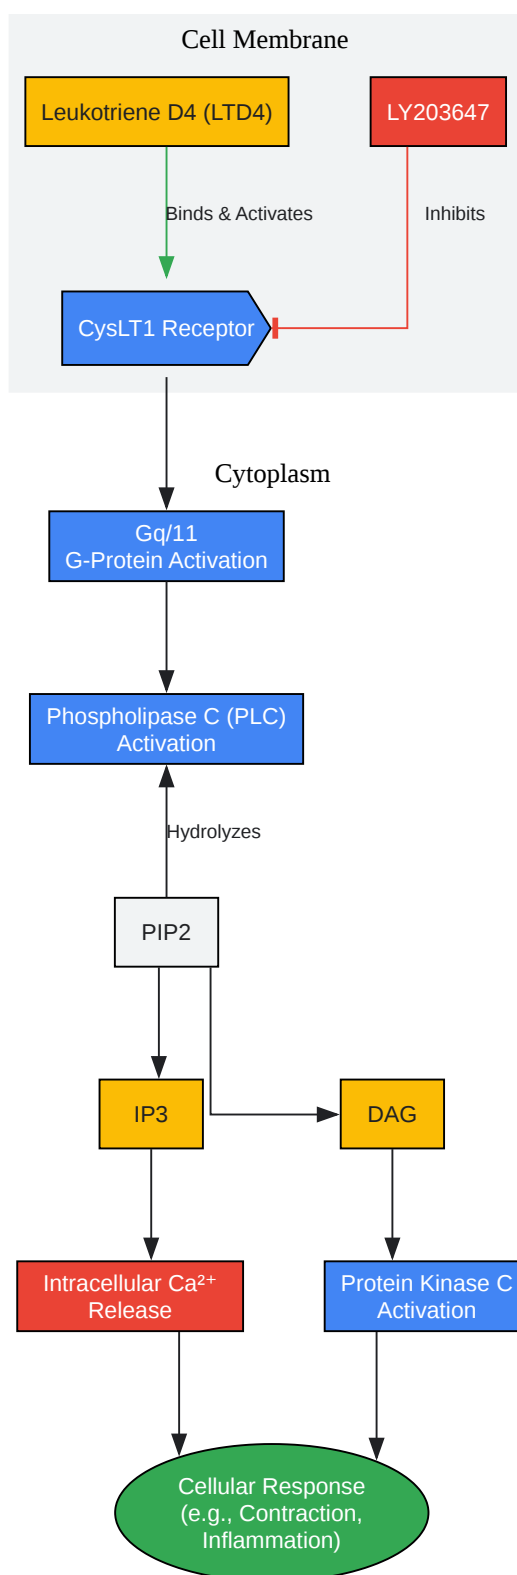 Cell Membrane
Leukotriene D4 (LTD4)
LY203647
Binds & Activates
Inhibits
CysLT1 Receptor
Cytoplasm
Gq/11
G-Protein Activation
Phospholipase C (PLC)
Activation
Hydrolyzes
PIP2
IP3
DAG
Intracellular Ca²⁺
Release
Protein Kinase C
Activation
Cellular Response
(e.g., Contraction,
Inflammation)